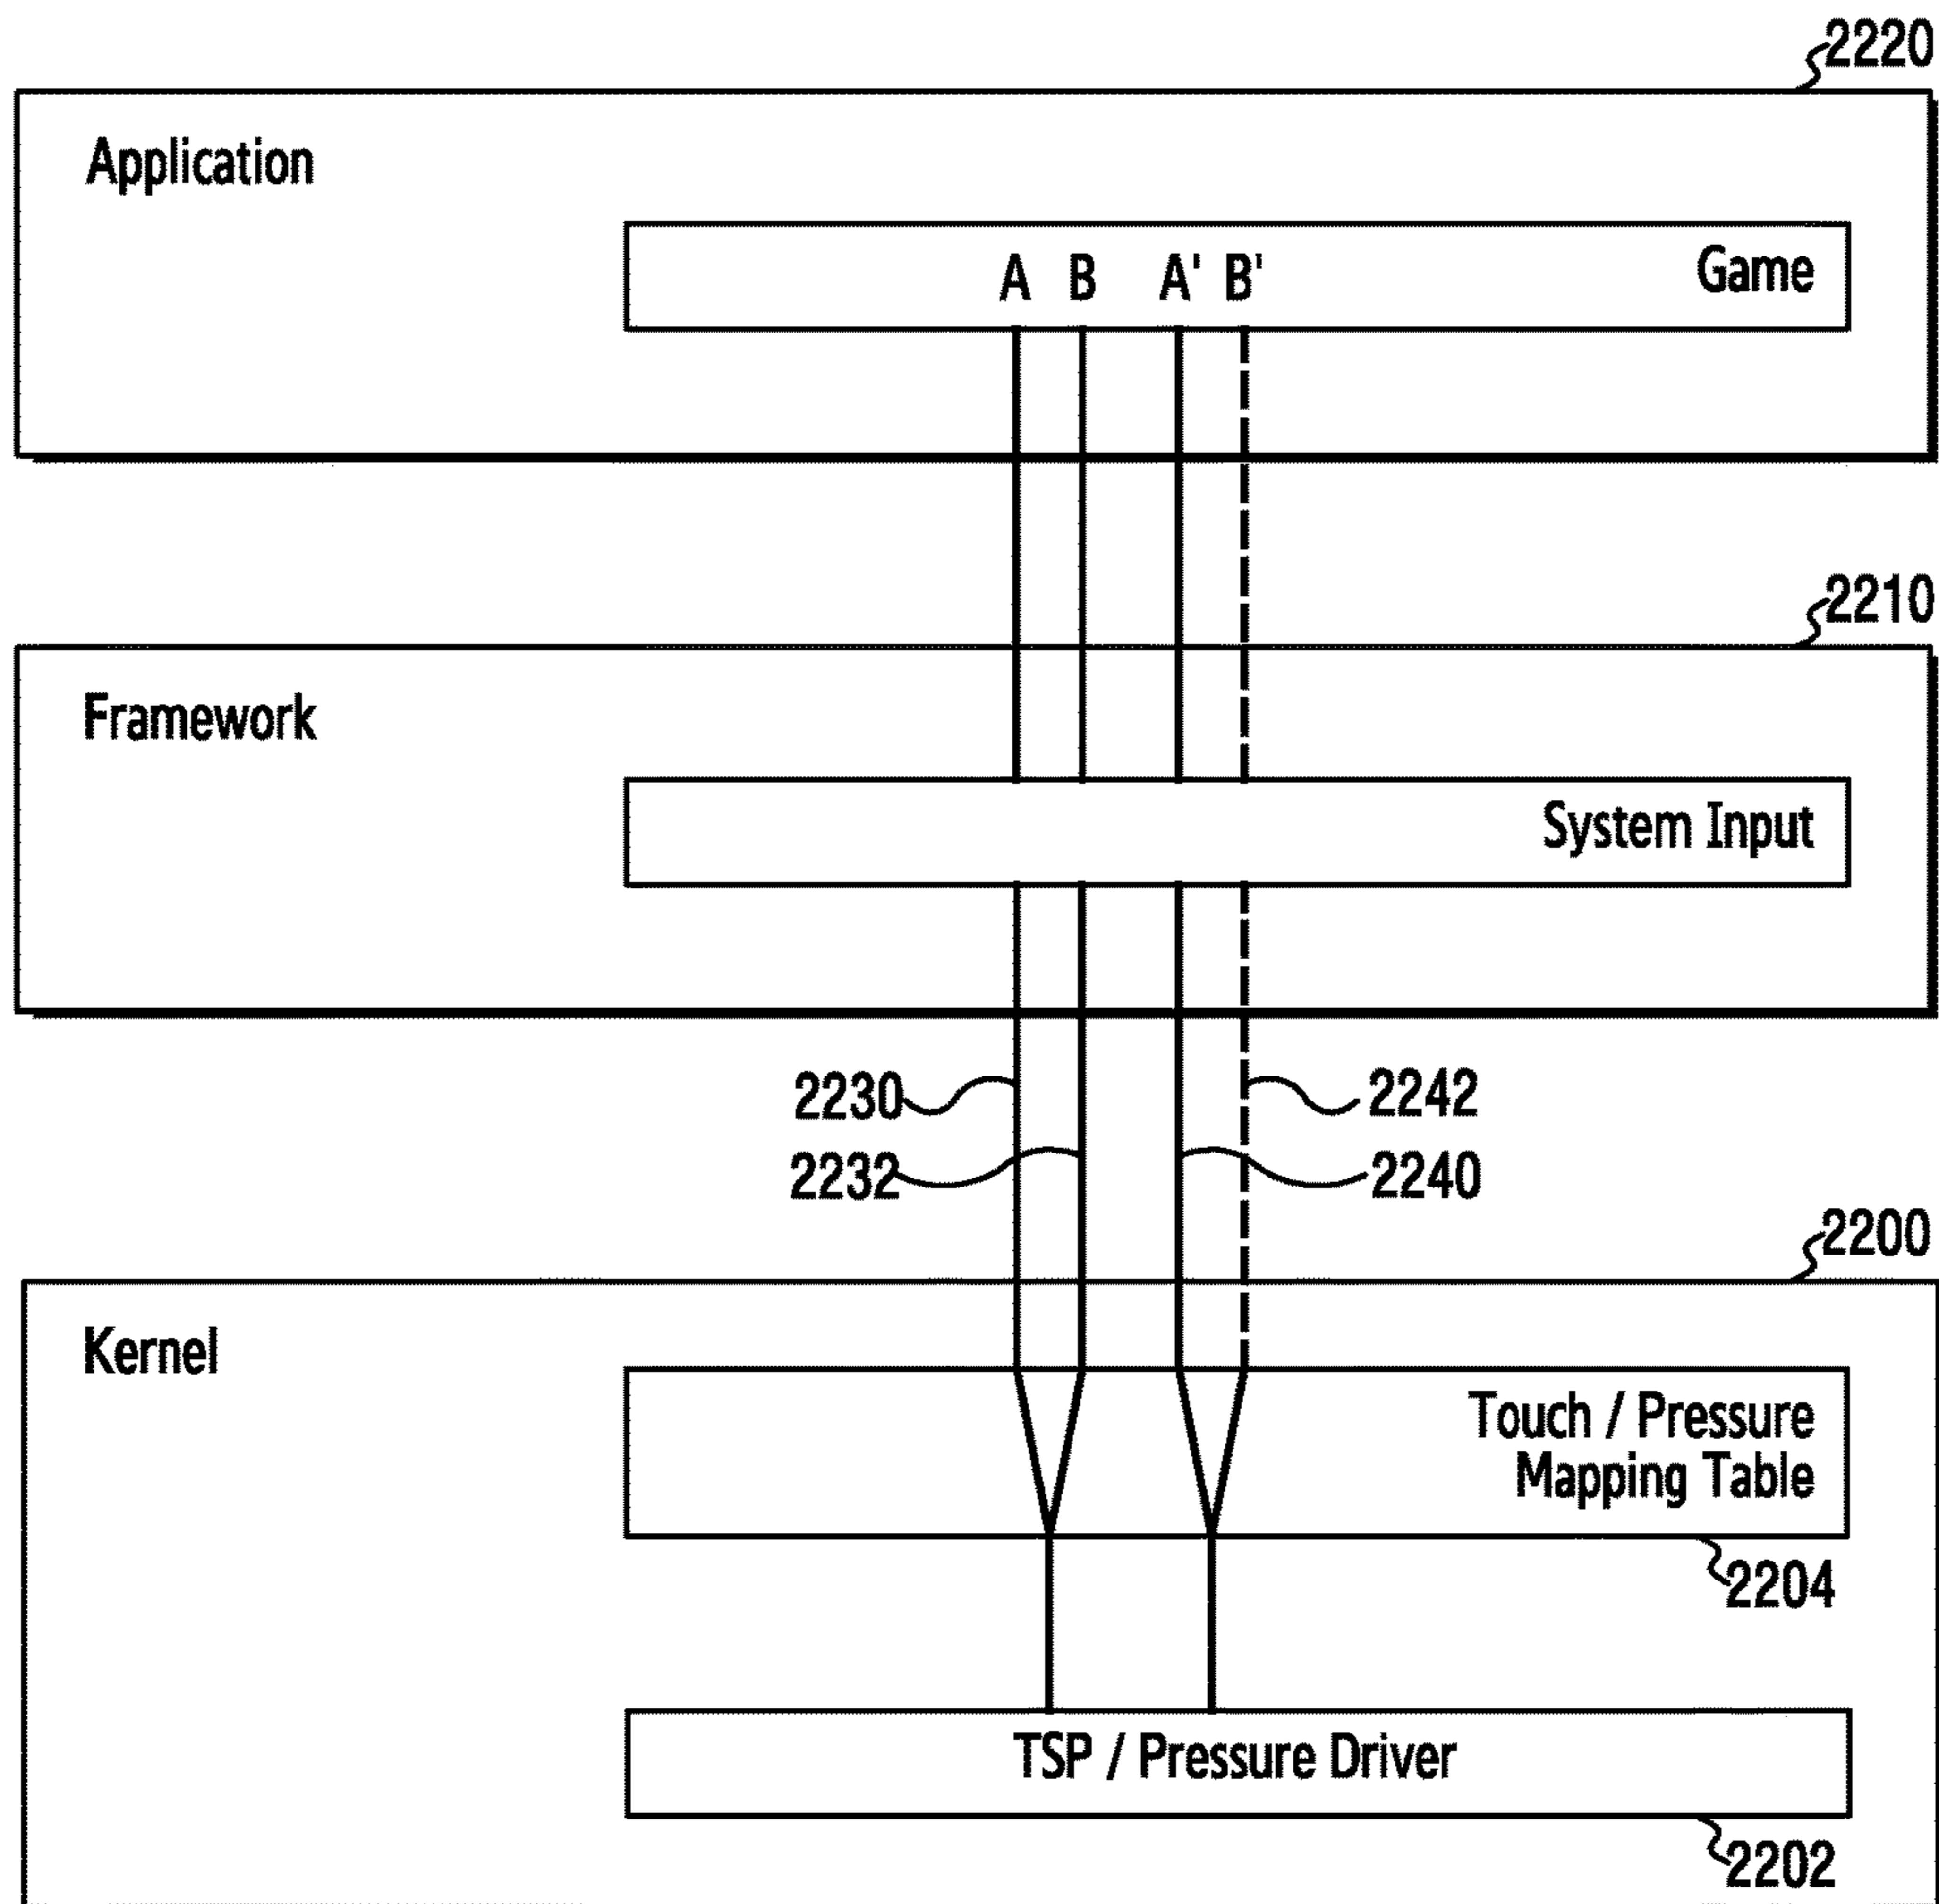 2220
Application
A B A' B' Game
2210
Framework
System Input
2230 2242
2232 2240
2200
Kernel
Touch / Pressure
Mapping Table
2204
TSP / Pressure Driver
2202